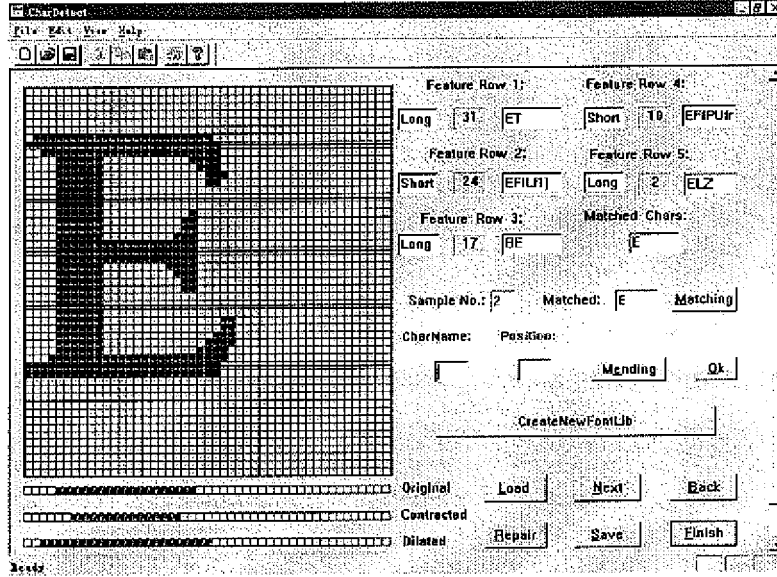 CharDetect
File Edit View Help
Feature Row 1: Feature Row 4:
Long 31 ET Short 10
Feature Row 2: Feature Row 5:
Short 24 Long 2 ELZ
Feature Row 3: Matched Chars:
Long 17 BE E
Sample No.: 2 Matched: E Matching
CharName: Position:
Mending Ok
CreateNewFontLib
Original Load Next Back
Contracted
Dilated Repair Save Finish
Ready